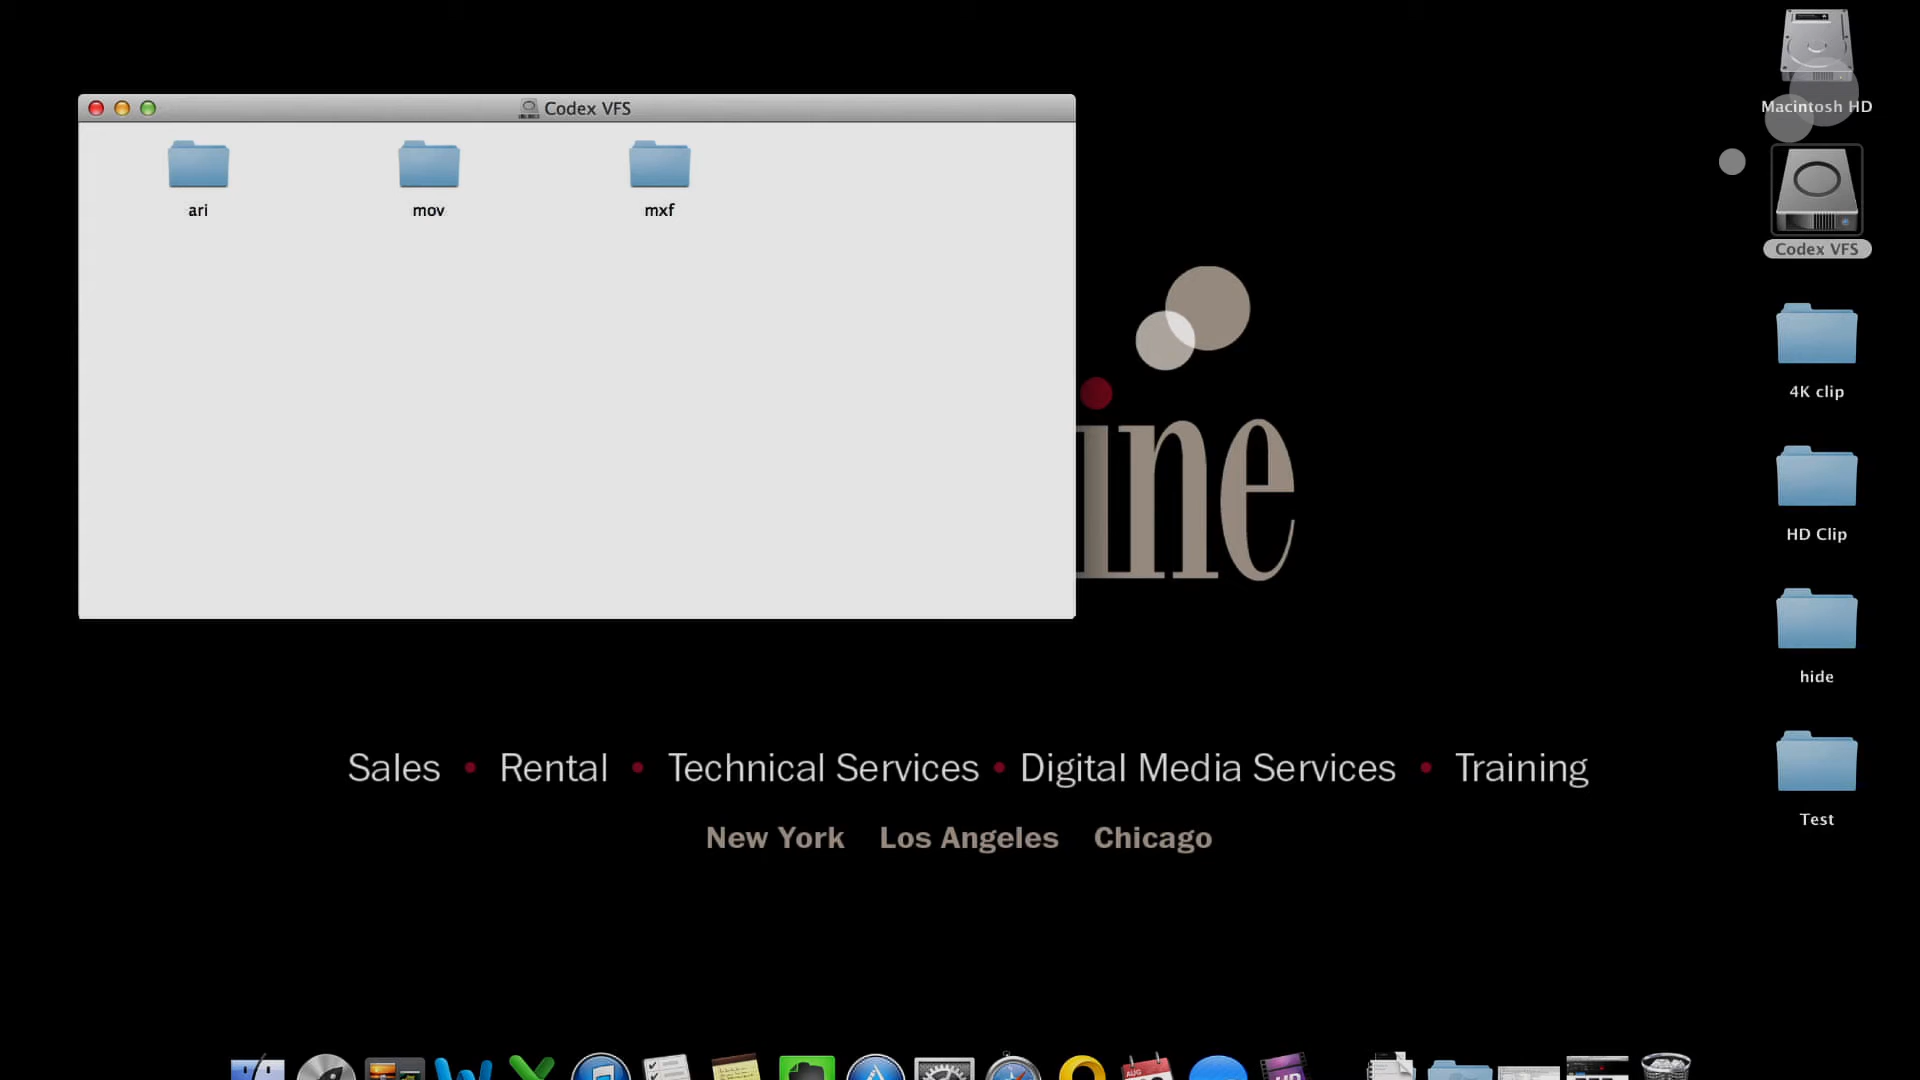 Codex VFS
ari
mov
mxf
Macintosh HD
Codex VFS
4K clip
HD Clip
hide
Test
ine
Sales • Rental • Technical Services • Digital Media Services • Training
New York Los Angeles Chicago
AUG